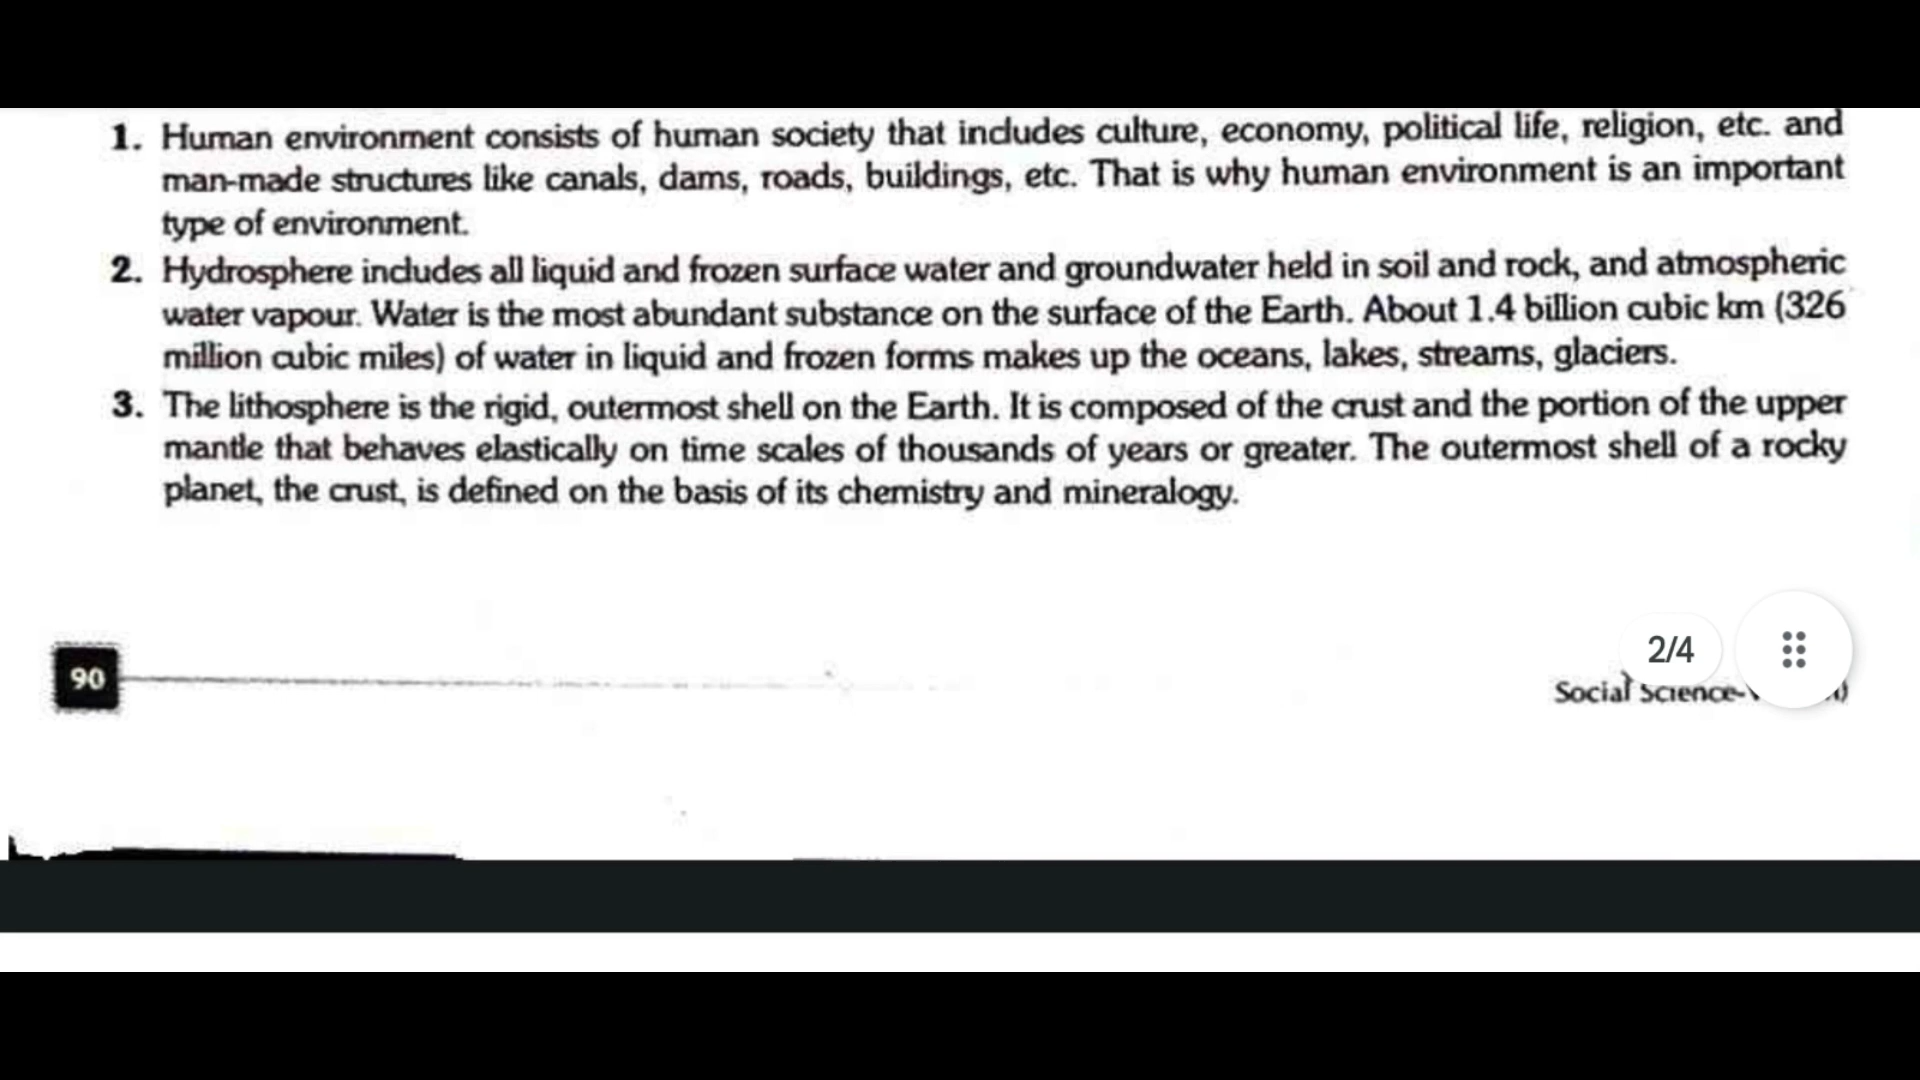 1. Human environment consists of human society that includes culture, economy, political life, religion, etc. and
man-made structures like canals, dams, roads, buildings, etc. That is why human environment is an important
type of environment.
2. Hydrosphere includes all liquid and frozen surface water and groundwater held in soil and rock, and atmospheric
water vapour. Water is the most abundant substance on the surface of the Earth. About 1.4 billion cubic km (326
million cubic miles) of water in liquid and frozen forms makes up the oceans, lakes, streams, glaciers.
3. The lithosphere is the rigid, outermost shell on the Earth. It is composed of the crust and the portion of the upper
mantle that behaves elastically on time scales of thousands of years or greater. The outermost shell of a rocky
planet, the crust, is defined on the basis of its chemistry and mineralogy.
2/4
90
Social Science-